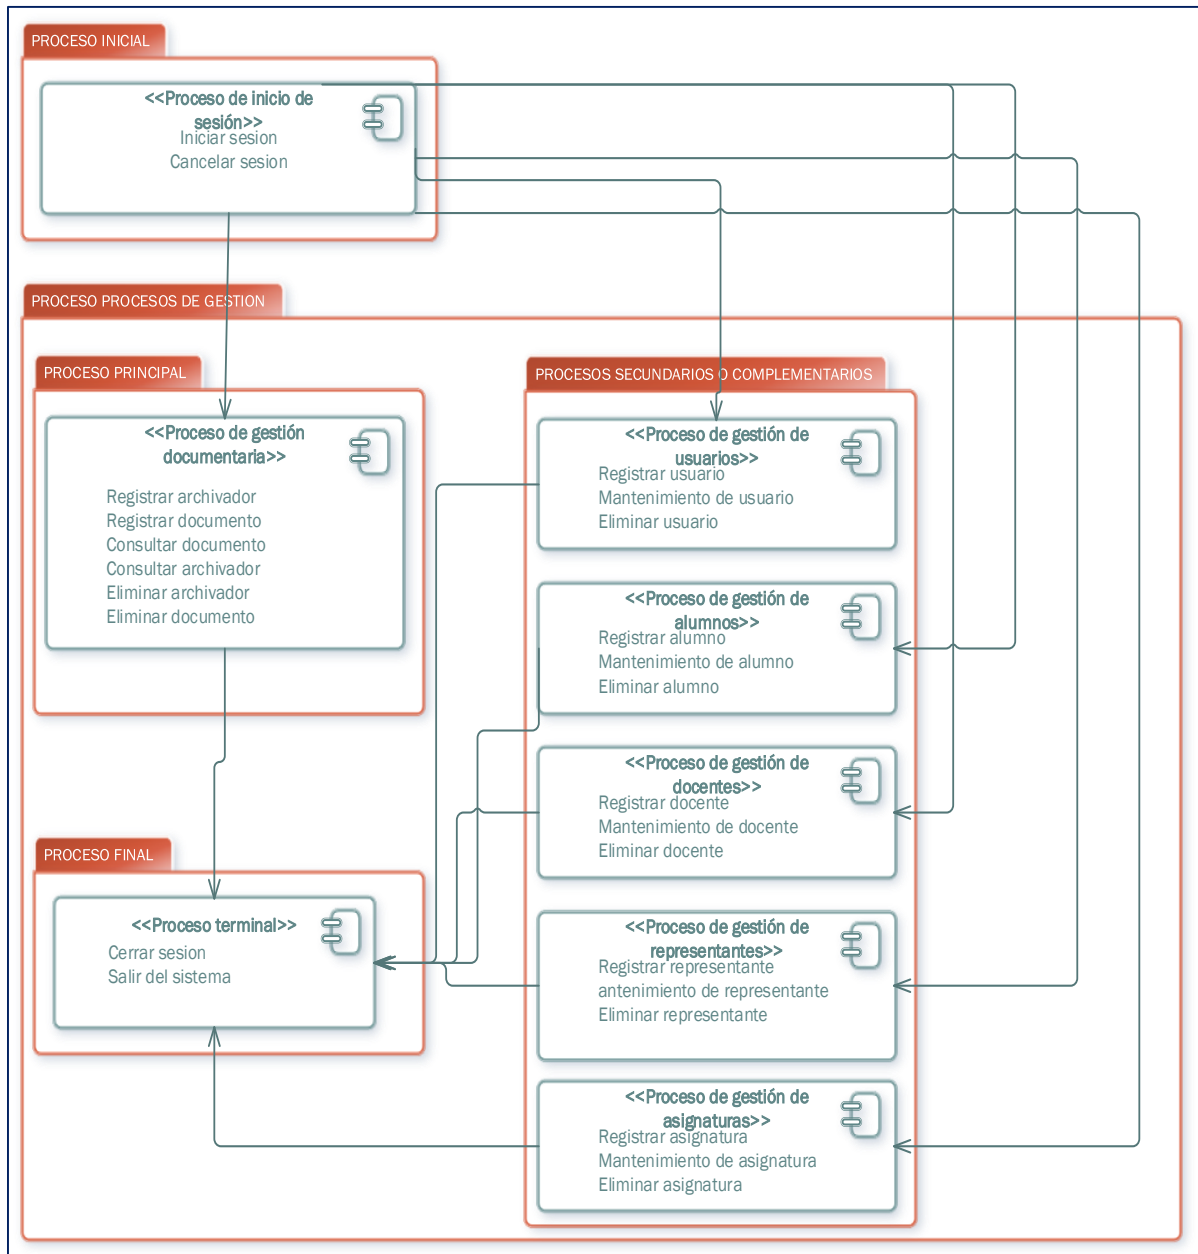 PROCESO INICIAL
<<Proceso de inicio de
sesión>>
Iniciar sesion
Cancelar sesion
PROCESO PROCESOS DE GESTION
PROCESO PRINCIPAL
<<Proceso de gestión
documentaria>>
Registrar archivador
Registrar documento
Consultar documento
Consultar archivador
Eliminar archivador
Eliminar documento
PROCESO FINAL
<<Proceso terminal>>
Cerrar sesion
Salir del sistema
PROCESOS SECUNDARIOS O COMPLEMENTARIOS
<<Proceso de gestión de
usuarios>>
Registrar usuario
Mantenimiento de usuario
Eliminar usuario
<<Proceso de gestión de
alumnos>>
Registrar alumno
Mantenimiento de alumno
Eliminar alumno
<<Proceso de gestión de
docentes>>
Registrar docente
Mantenimiento de docente
Eliminar docente
<<Proceso de gestión de
representantes>>
Registrar representante
antenimiento de representante
Eliminar representante
<<Proceso de gestión de
asignaturas>>
Registrar asignatura
Mantenimiento de asignatura
Eliminar asignatura